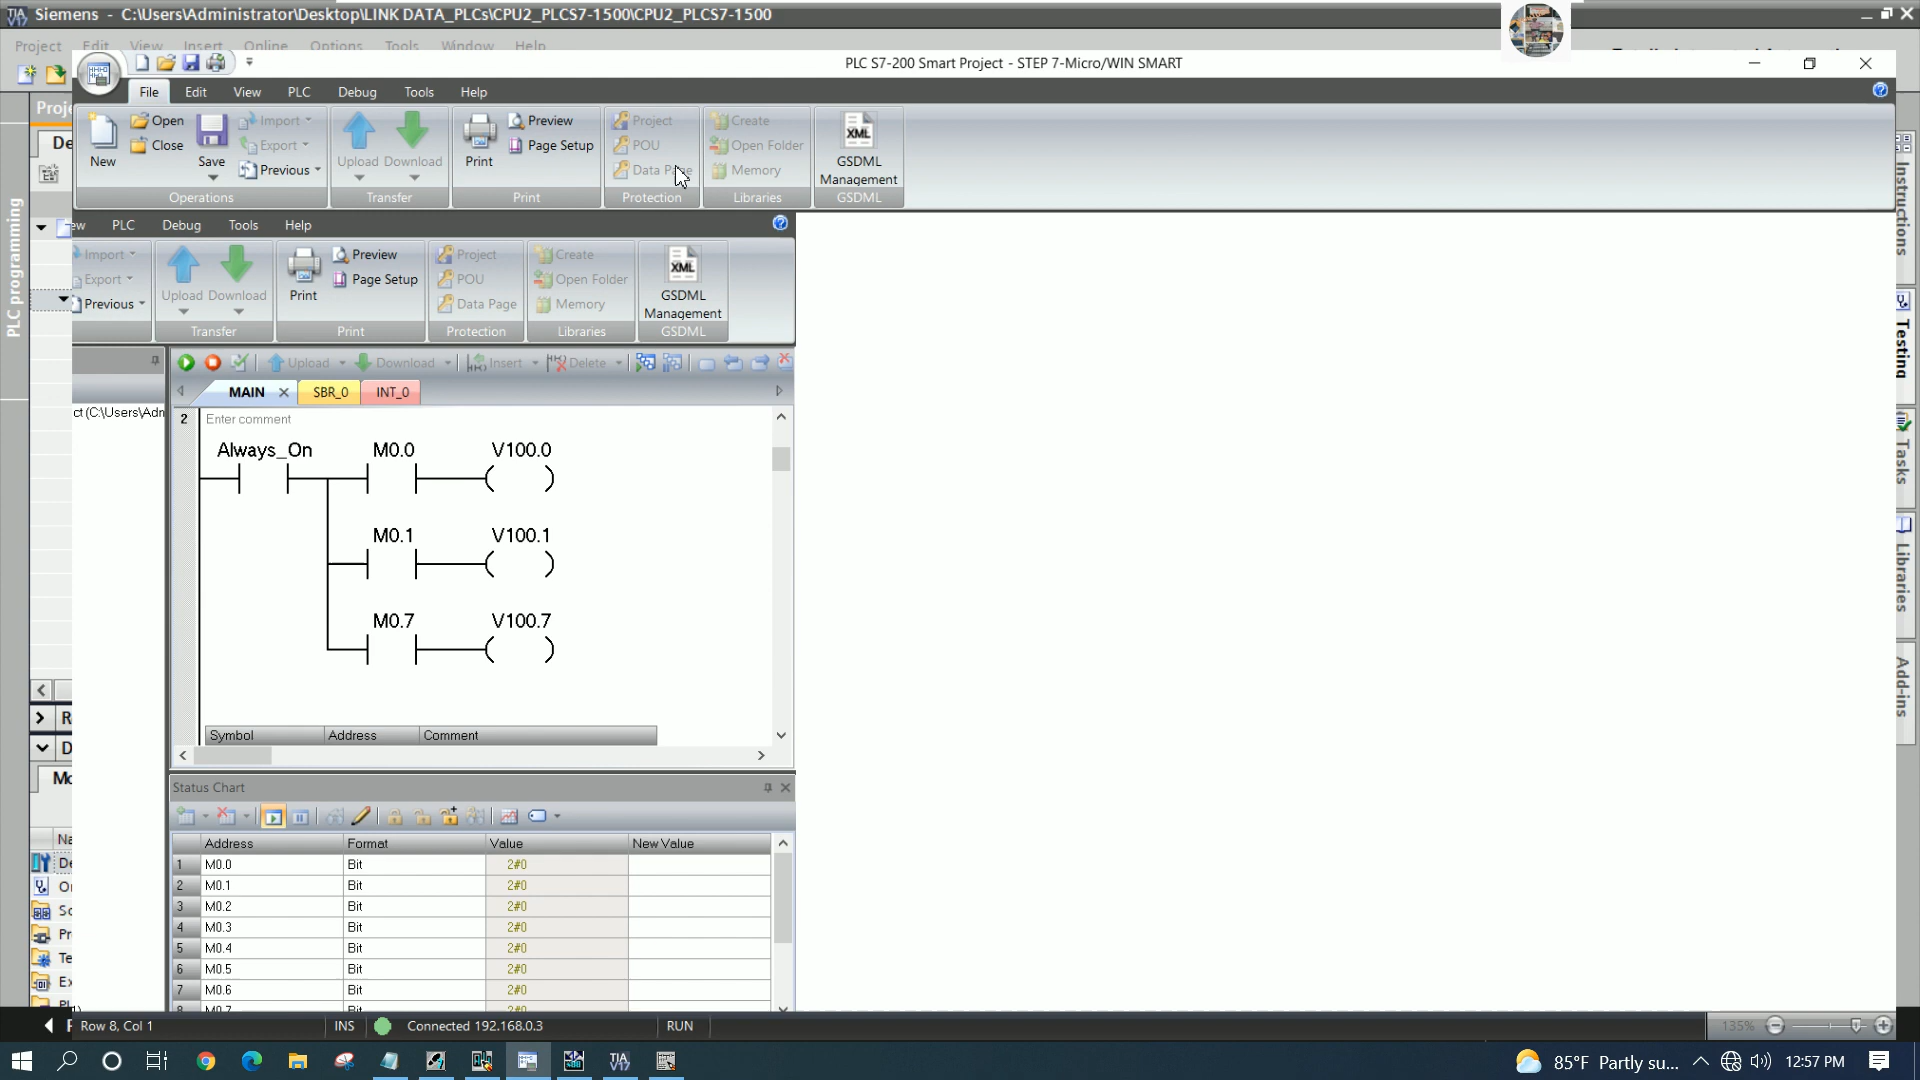 Siemens - C:\Users\Administrator\Desktop\LINK DATA_PLCs\CPU2_PLCS7-1500\CPU2_PLCS7-1500
Project Edit View Insert Online Options Tools Window Help
PLC S7-200 Smart Project - STEP 7-Micro/WIN SMART
File Edit View PLC Debug Tools Help
New Open Close Save Import Export Previous Upload Download Print Preview Page Setup Project POU Data Page Create Open Folder Memory GSDML Management
Operations Transfer Print Protection Libraries GSDML
PLC Debug Tools Help
Import Export Previous Upload Download Print Preview Page Setup Project POU Data Page Create Open Folder Memory GSDML Management
Transfer Print Protection Libraries GSDML
Upload Download Insert Delete
MAIN SBR_0 INT_0
ct (C:\Users\Adn
2 Enter comment
Always_On M0.0 V100.0
M0.1 V100.1
M0.7 V100.7
Symbol Address Comment
Status Chart
Address Format Value New Value
1 M0.0 Bit 2#0
2 M0.1 Bit 2#0
3 M0.2 Bit 2#0
4 M0.3 Bit 2#0
5 M0.4 Bit 2#0
6 M0.5 Bit 2#0
7 M0.6 Bit 2#0
Row 8, Col 1 INS Connected 192.168.0.3 RUN
135%
PLC programming
Instructions
Testing
Tasks
Libraries
Add-ins
TIA V17
85°F Partly su... 12:57 PM